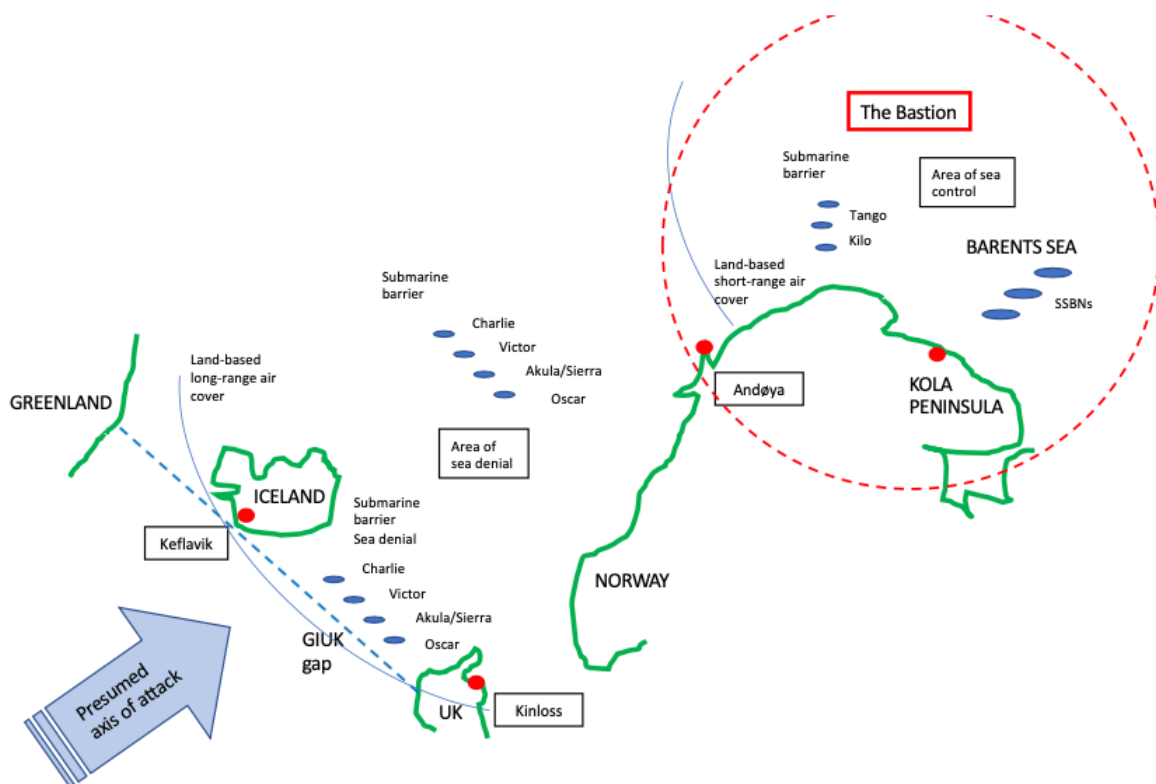 The Bastion
Submarine
barrier
Area of sea
control
Tango
Kilo
BARENTS SEA
SSBNs
Land-based
short-range air
cover
Submarine
barrier
Charlie
Victor
Akula/Sierra
Oscar
Land-based
long-range air
cover
GREENLAND
Andøya
KOLA
PENINSULA
Area of
sea denial
ICELAND
Submarine
barrier
Sea denial
Keflavik
Charlie
Victor
Akula/Sierra
Oscar
NORWAY
GIUK
gap
UK
Kinloss
Presumed
axis of attack